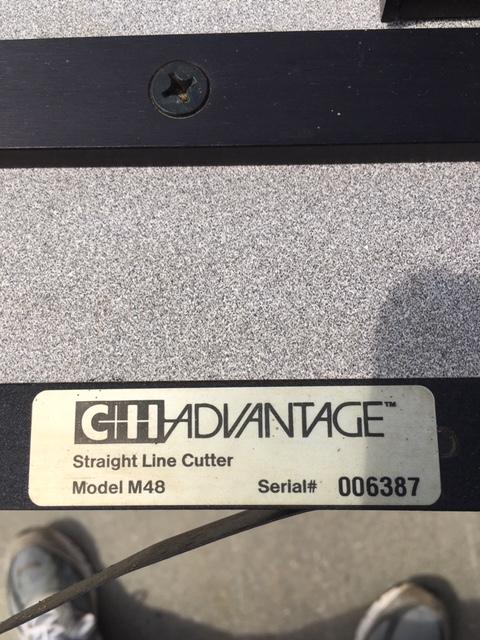 C+H ADVANTAGE™
Straight Line Cutter
Model M48 Serial# 006387